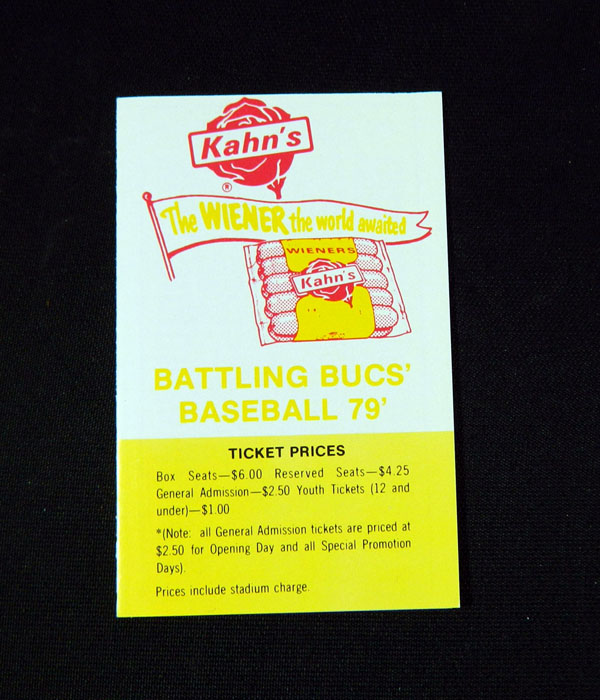 Kahn's
®
The WIENER the world awaited
WIENERS
Kahn's
BATTLING BUCS'
BASEBALL 79'
TICKET PRICES
Box Seats—$6.00 Reserved Seats—$4.25
General Admission—$2.50 Youth Tickets (12 and
under)—$1.00
*(Note: all General Admission tickets are priced at
$2.50 for Opening Day and all Special Promotion
Days).
Prices include stadium charge.